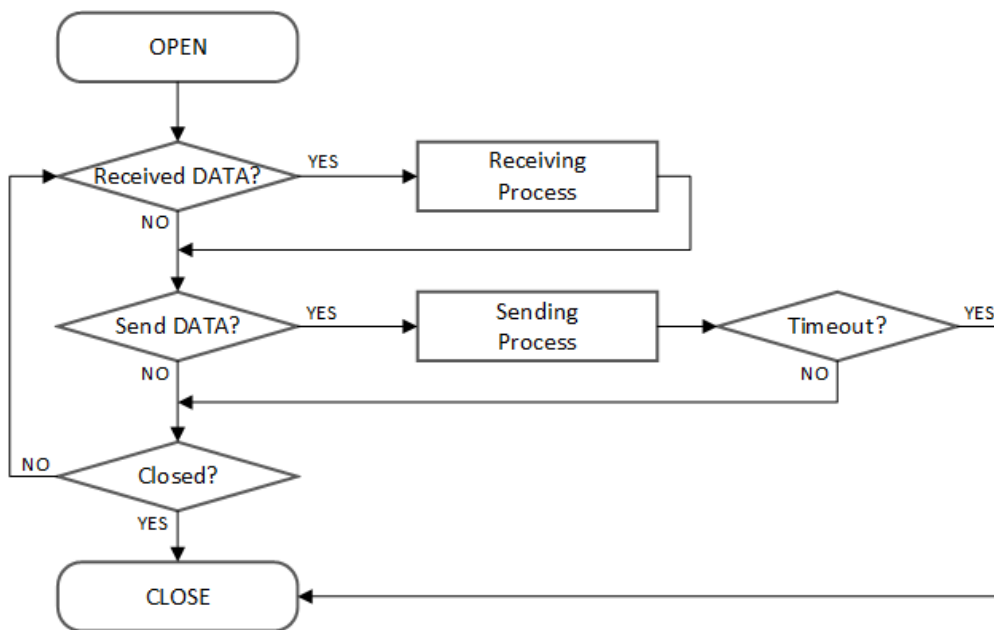 OPEN
Received DATA?
YES
Receiving
Process
NO
Send DATA?
YES
Sending
Process
Timeout?
YES
NO
NO
Closed?
NO
YES
CLOSE